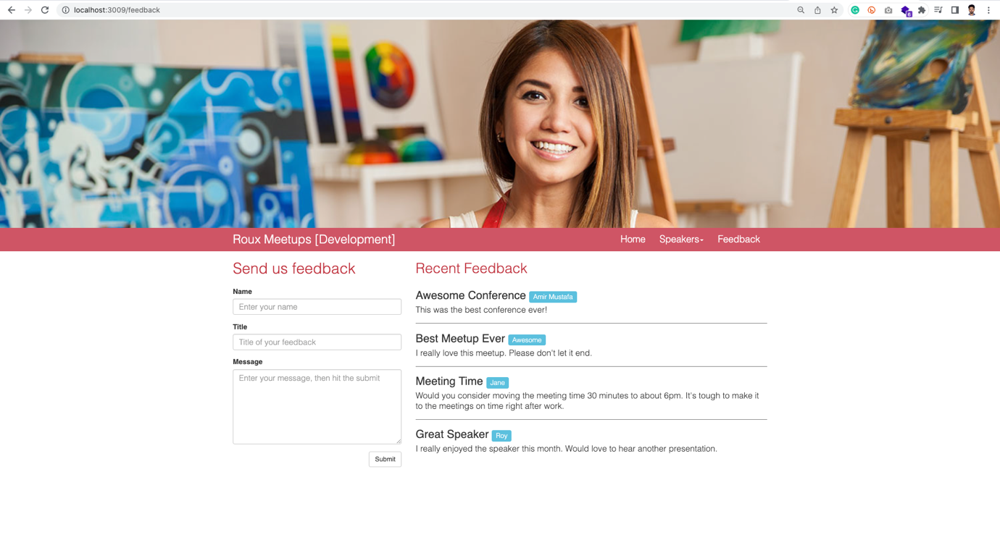 localhost:3009/feedback
6
Roux Meetups [Development]
Home Speakers Feedback
Send us feedback
Name
Enter your name
Title
Title of your feedback
Message
Enter your message, then hit the submit
Submit
Recent Feedback
Awesome Conference Amir Mustafa
This was the best conference ever!
Best Meetup Ever Awesome
I really love this meetup. Please don't let it end.
Meeting Time Jane
Would you consider moving the meeting time 30 minutes to about 6pm. It's tough to make it
to the meetings on time right after work.
Great Speaker Roy
I really enjoyed the speaker this month. Would love to hear another presentation.